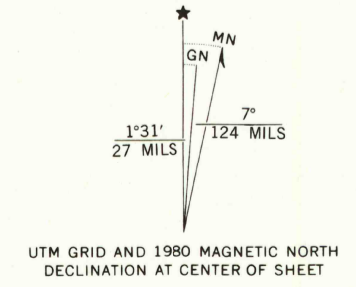 MN
GN
1°31'
27 MILS
7°
124 MILS
UTM GRID AND 1980 MAGNETIC NORTH
DECLINATION AT CENTER OF SHEET